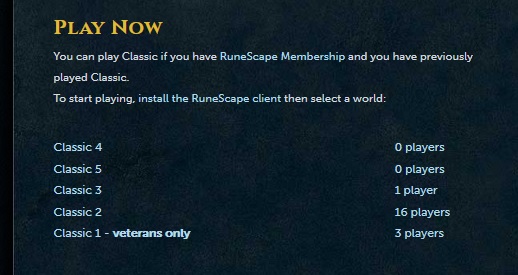 Play Now
You can play Classic if you have RuneScape Membership and you have previously
played Classic.
To start playing, install the RuneScape client then select a world:
Classic 4 0 players
Classic 5 0 players
Classic 3 1 player
Classic 2 16 players
Classic 1 - veterans only 3 players